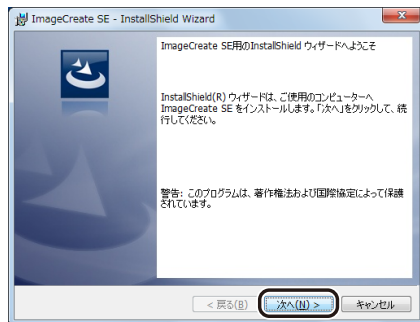 ImageCreate SE - InstallShield Wizard
ImageCreate SE用のInstallShield ウィザードへようこそ
InstallShield(R) ウィザードは、ご使用のコンピューターへ
ImageCreate SE をインストールします。「次へ」をクリックして、続
行してください。
警告: このプログラムは、著作権法および国際協定によって保護
されています。
< 戻る(B) 次へ(N) > キャンセル